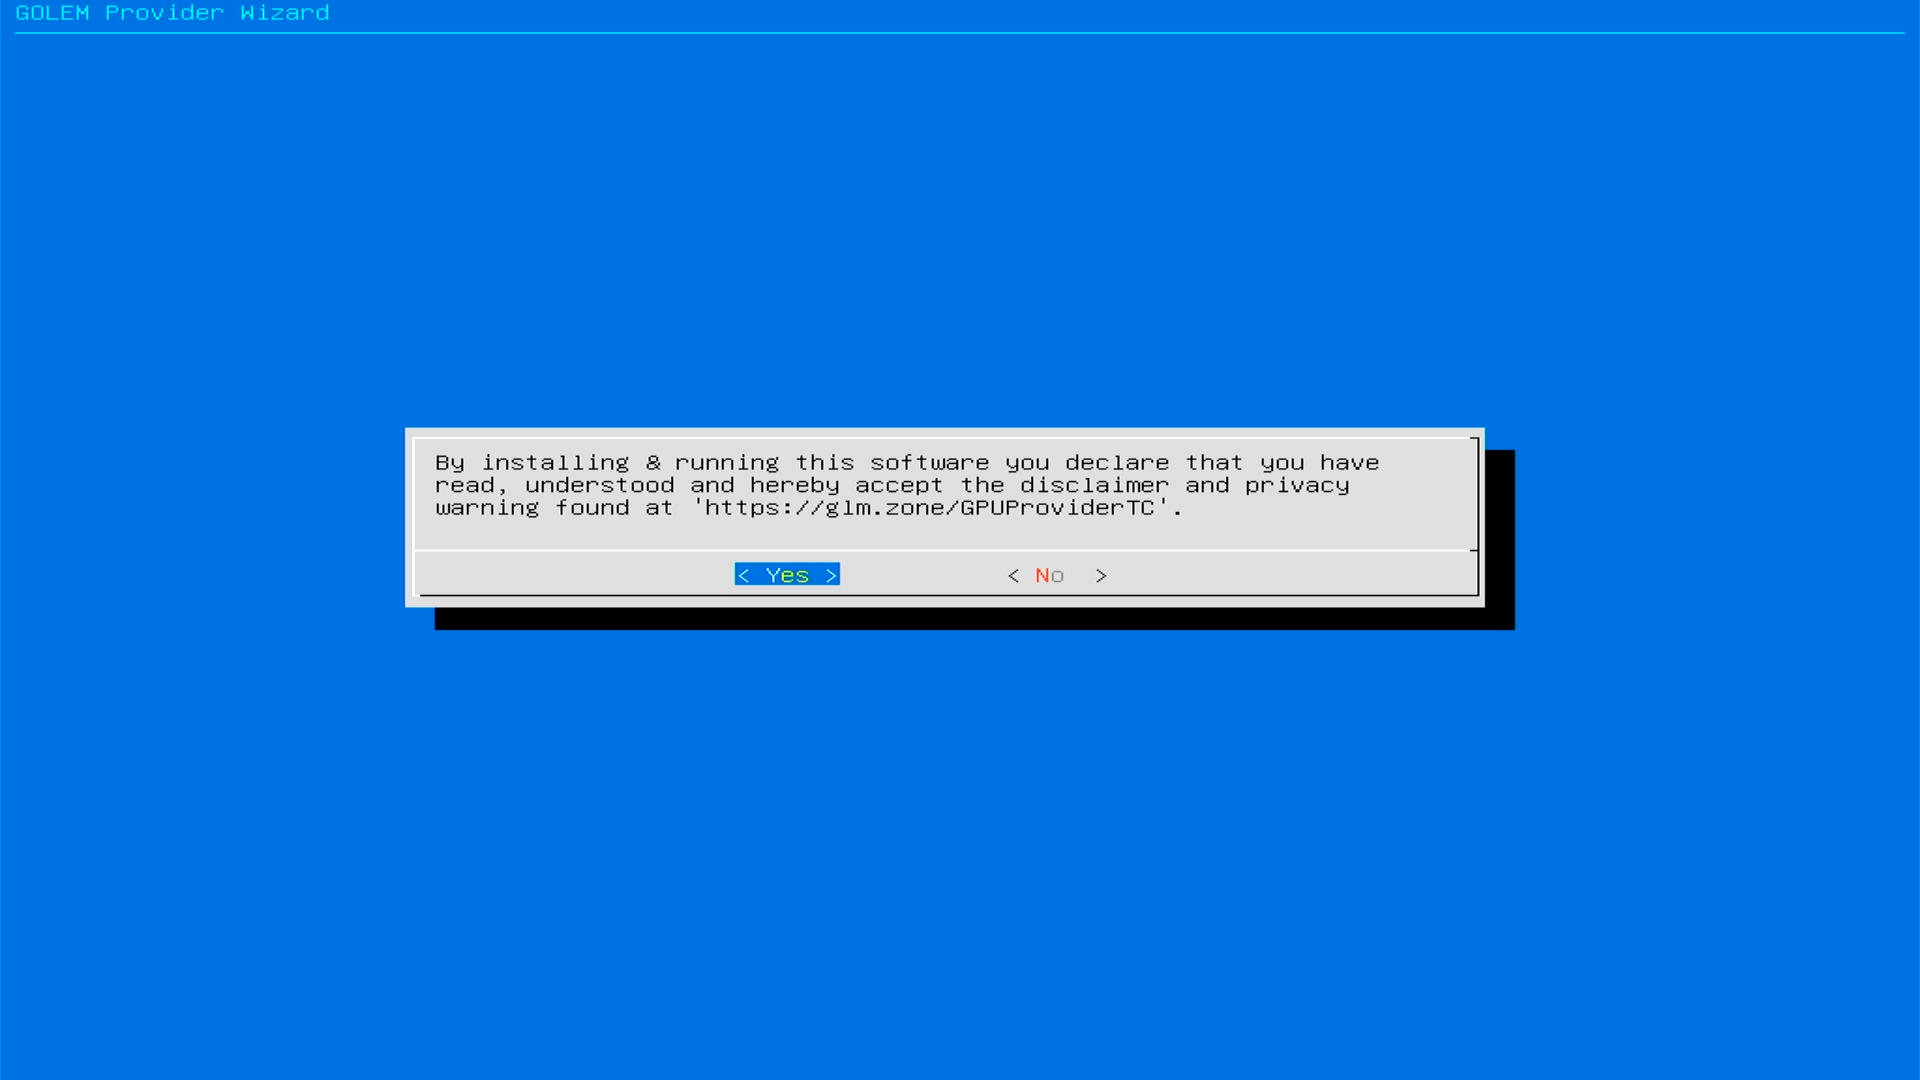 GOLEM Provider Wizard
By installing & running this software you declare that you have
read, understood and hereby accept the disclaimer and privacy
warning found at 'https://glm.zone/GPUProviderTC'.
< Yes > < No >